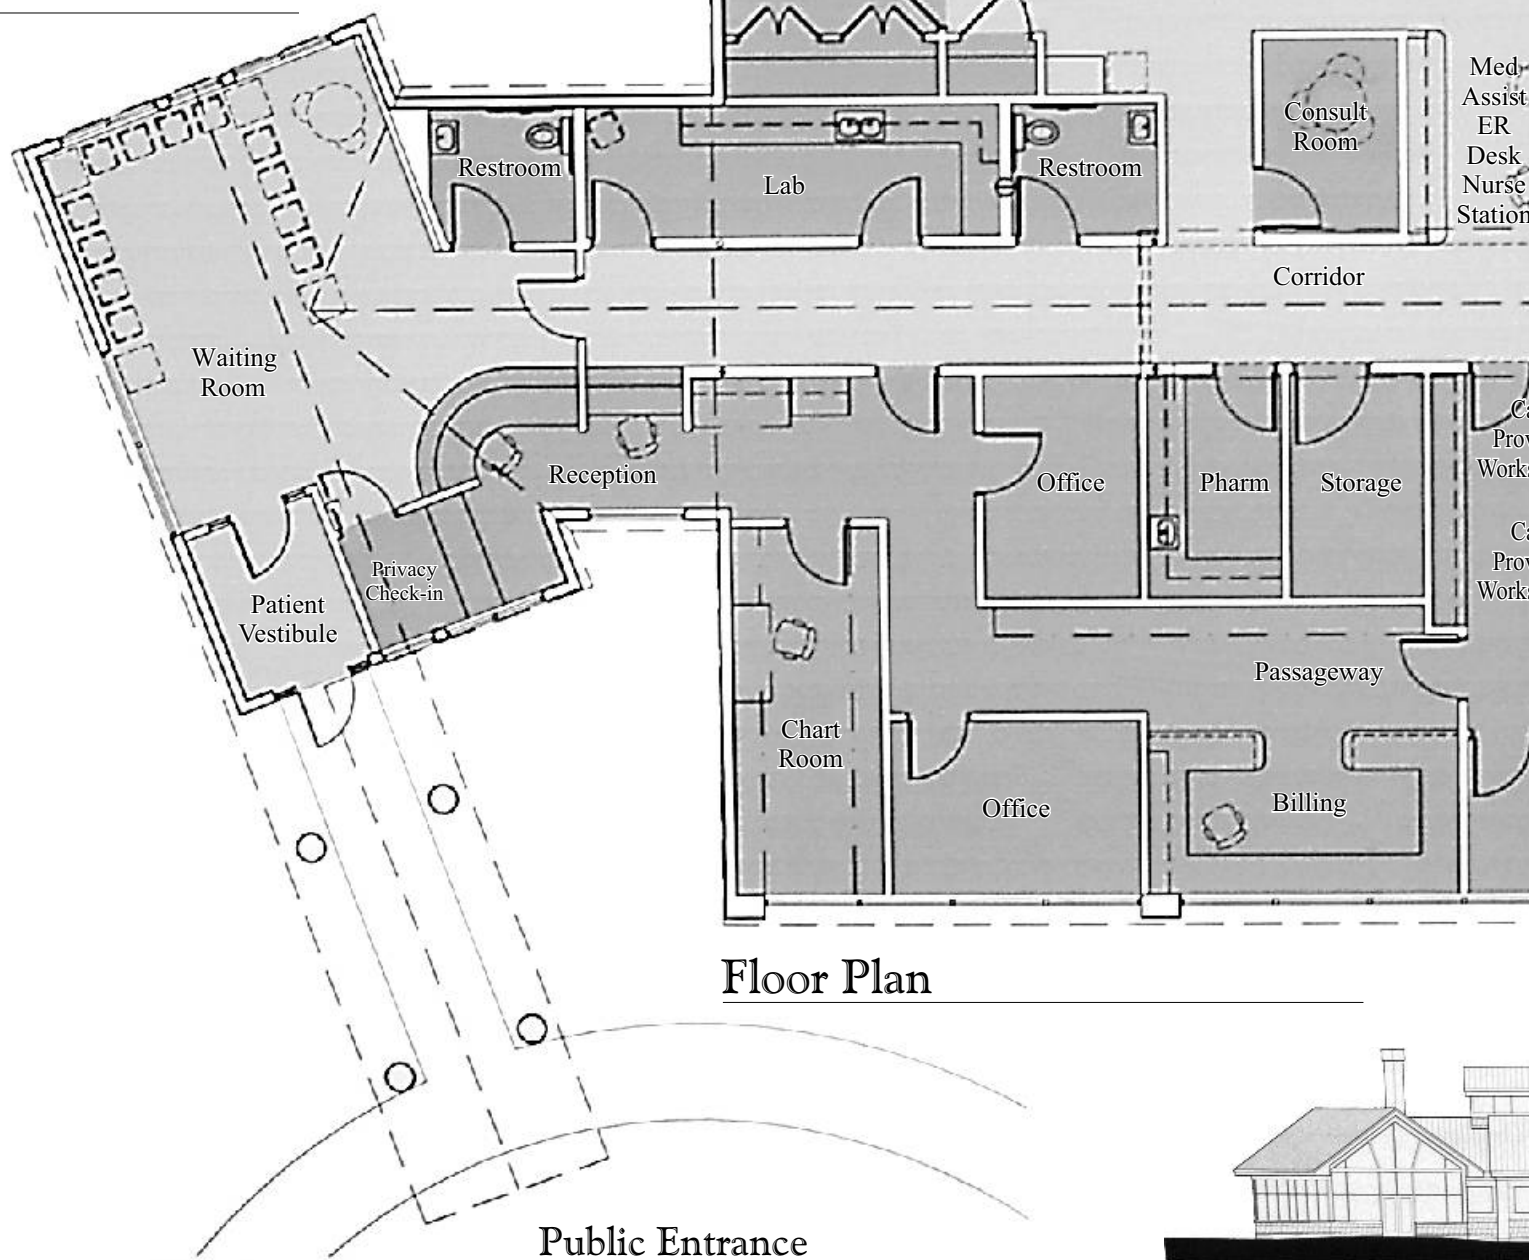 Med
Assist
ER
Desk
Nurse
Station
Consult
Room
Restroom
Lab
Restroom
Corridor
Waiting
Room
Reception
Office
Pharm
Storage
Privacy
Check-in
Patient
Vestibule
Passageway
Chart
Room
Office
Billing
Floor Plan
Public Entrance